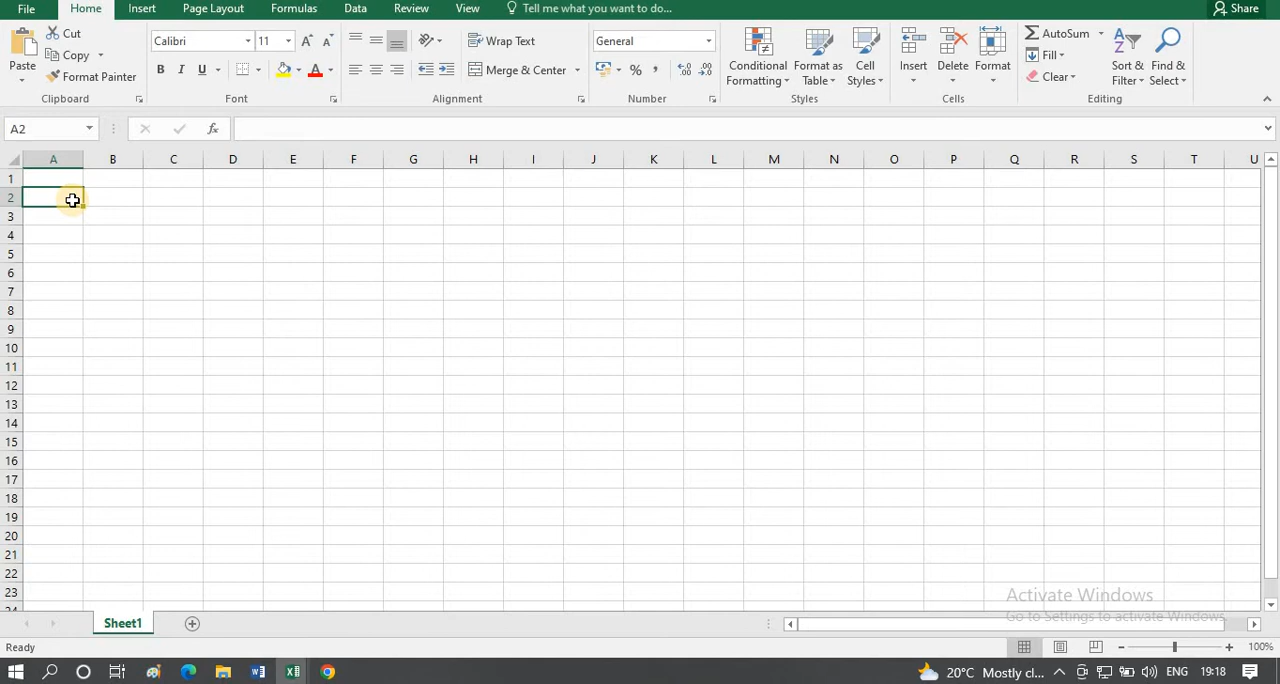 File Home Insert Page Layout Formulas Data Review View Tell me what you want to do... Share
Cut
Copy
Format Painter
Paste
Clipboard
Calibri 11
B I U A
Font
Wrap Text
Merge & Center
Alignment
General
%
Number
Conditional Formatting
Format as Table
Cell Styles
Styles
Insert Delete Format
Cells
AutoSum
Fill
Clear
Sort & Filter
Find & Select
Editing
A2 fx
A B C D E F G H I J K L M N O P Q R S T U
1
2
3
4
5
6
7
8
9
10
11
12
13
14
15
16
17
18
19
20
21
22
23
24
Activate Windows
Go to Settings to activate Windows.
Sheet1
Ready 100%
20°C Mostly cl... ENG 19:18